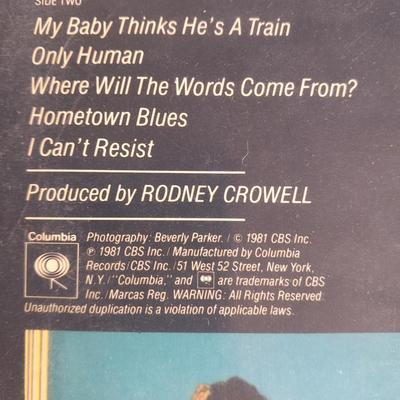 SIDE TWO
My Baby Thinks He's A Train
Only Human
Where Will The Words Come From?
Hometown Blues
I Can't Resist
Produced by RODNEY CROWELL
Columbia
Photography: Beverly Parker. / © 1981 CBS Inc.
℗ 1981 CBS Inc. / Manufactured by Columbia
Records/CBS Inc. / 51 West 52 Street, New York,
N.Y. / "Columbia," and are trademarks of CBS
Inc. / Marcas Reg. WARNING: All Rights Reserved.
Unauthorized duplication is a violation of applicable laws.